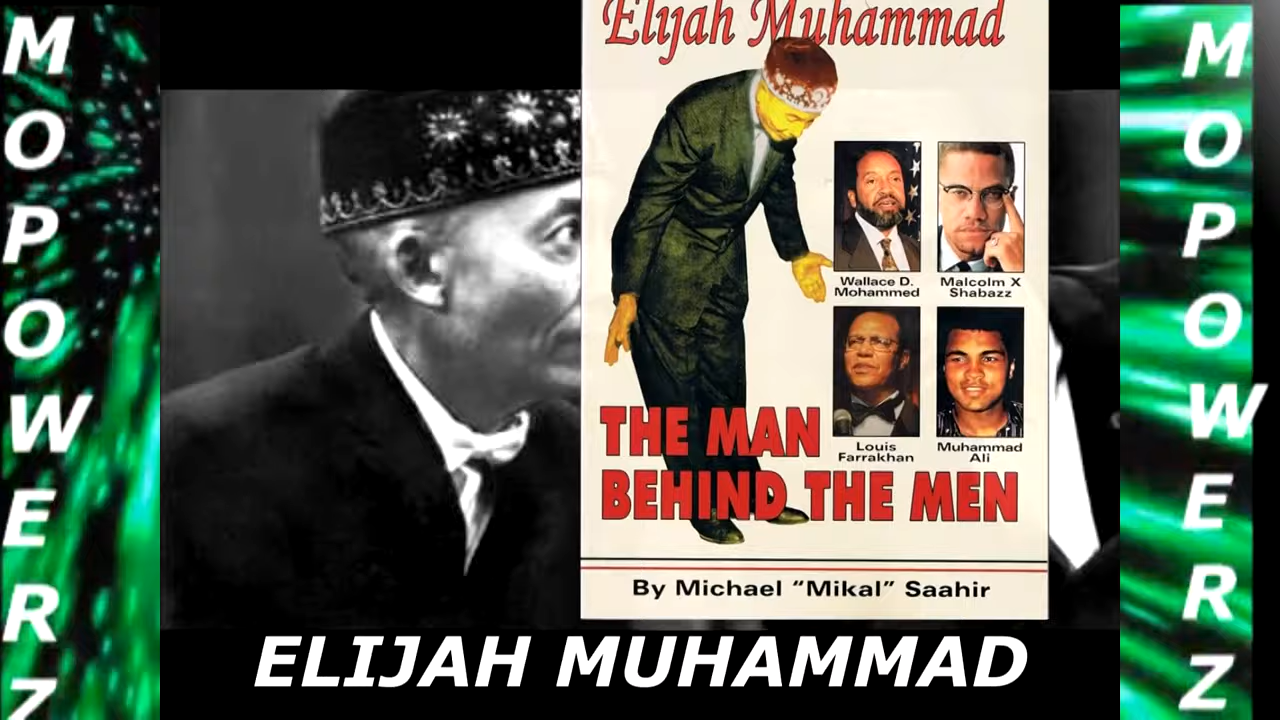 MOPOWERZ
Elijah Muhammad
Wallace D.
Mohammed
Malcolm X
Shabazz
Louis
Farrakhan
Muhammad
Ali
THE MAN
BEHIND THE MEN
By Michael “Mikal” Saahir
ELIJAH MUHAMMAD
MOPOWERZ